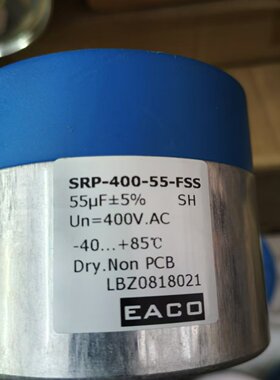 SRP-400-55-FSS
55µF±5% SH
Un=400V.AC
-40...+85℃
Dry.Non PCB
LBZ0818021
EACO